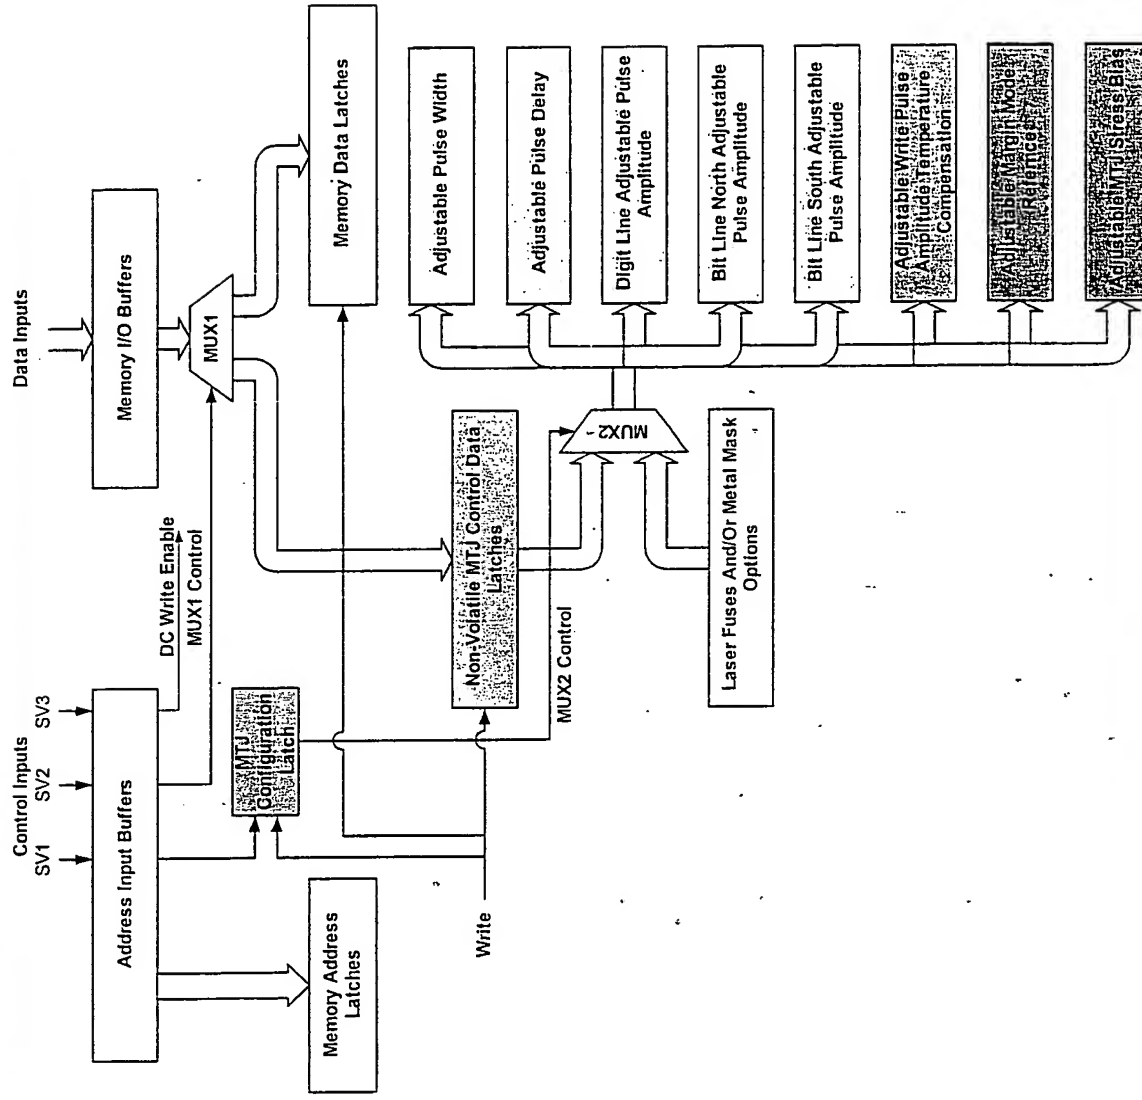 Control Inputs
SV1
SV2
SV3
Data Inputs
Address Input Buffers
Memory I/O Buffers
DC Write Enable
MUX1 Control
MUX1
Memory Address
Latches
MTJ
Configuration
Latch
Memory Data Latches
Write
Non-Volatile MTJ Control Data
Latches
MUX2 Control
MUX2
Laser Fuses And/Or Metal Mask
Options
Adjustable Pulse Width
Adjustable Pulse Delay
Digit Line Adjustable Pulse
Amplitude
Bit Line North Adjustable
Pulse Amplitude
Bit Line South Adjustable
Pulse Amplitude
Adjustable Write Pulse
Amplitude Temperature
Compensation
Adjustable Margin Mode
Refernces
Adjustable MTJ Stress Bias